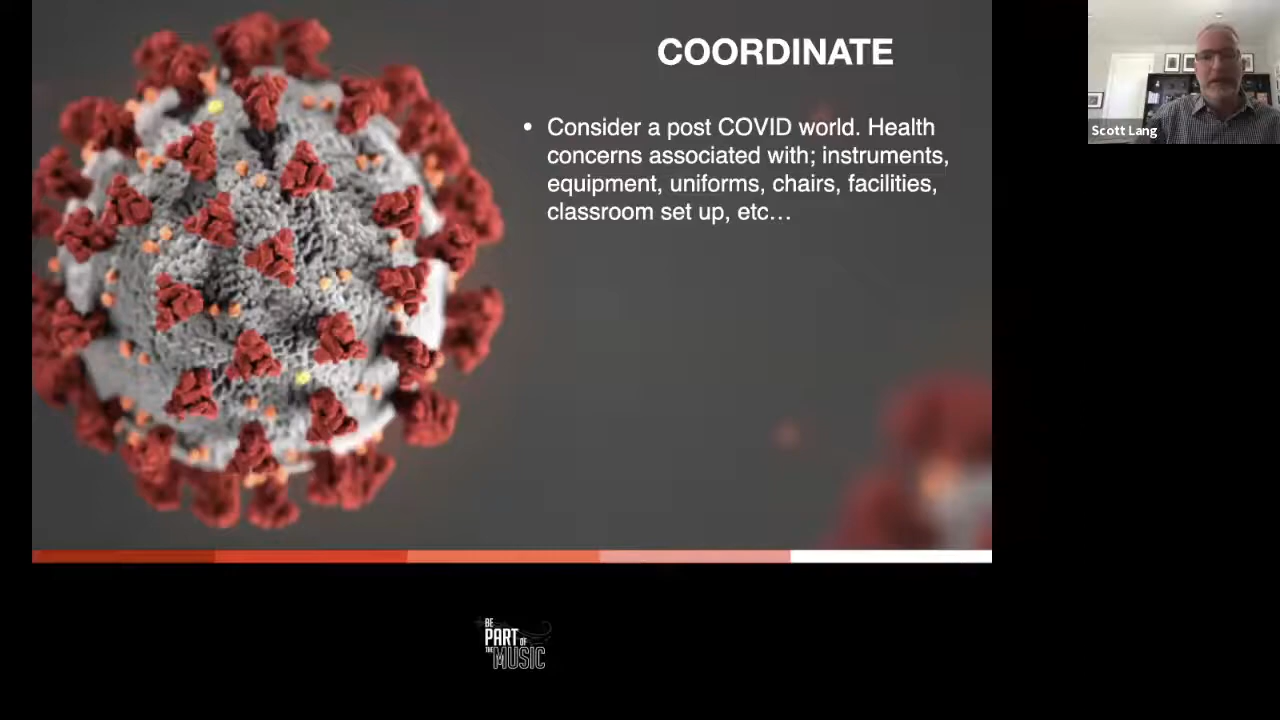 COORDINATE
• Consider a post COVID world. Health
concerns associated with; instruments,
equipment, uniforms, chairs, facilities,
classroom set up, etc…
Scott Lang
BE
PART OF
THE MUSIC